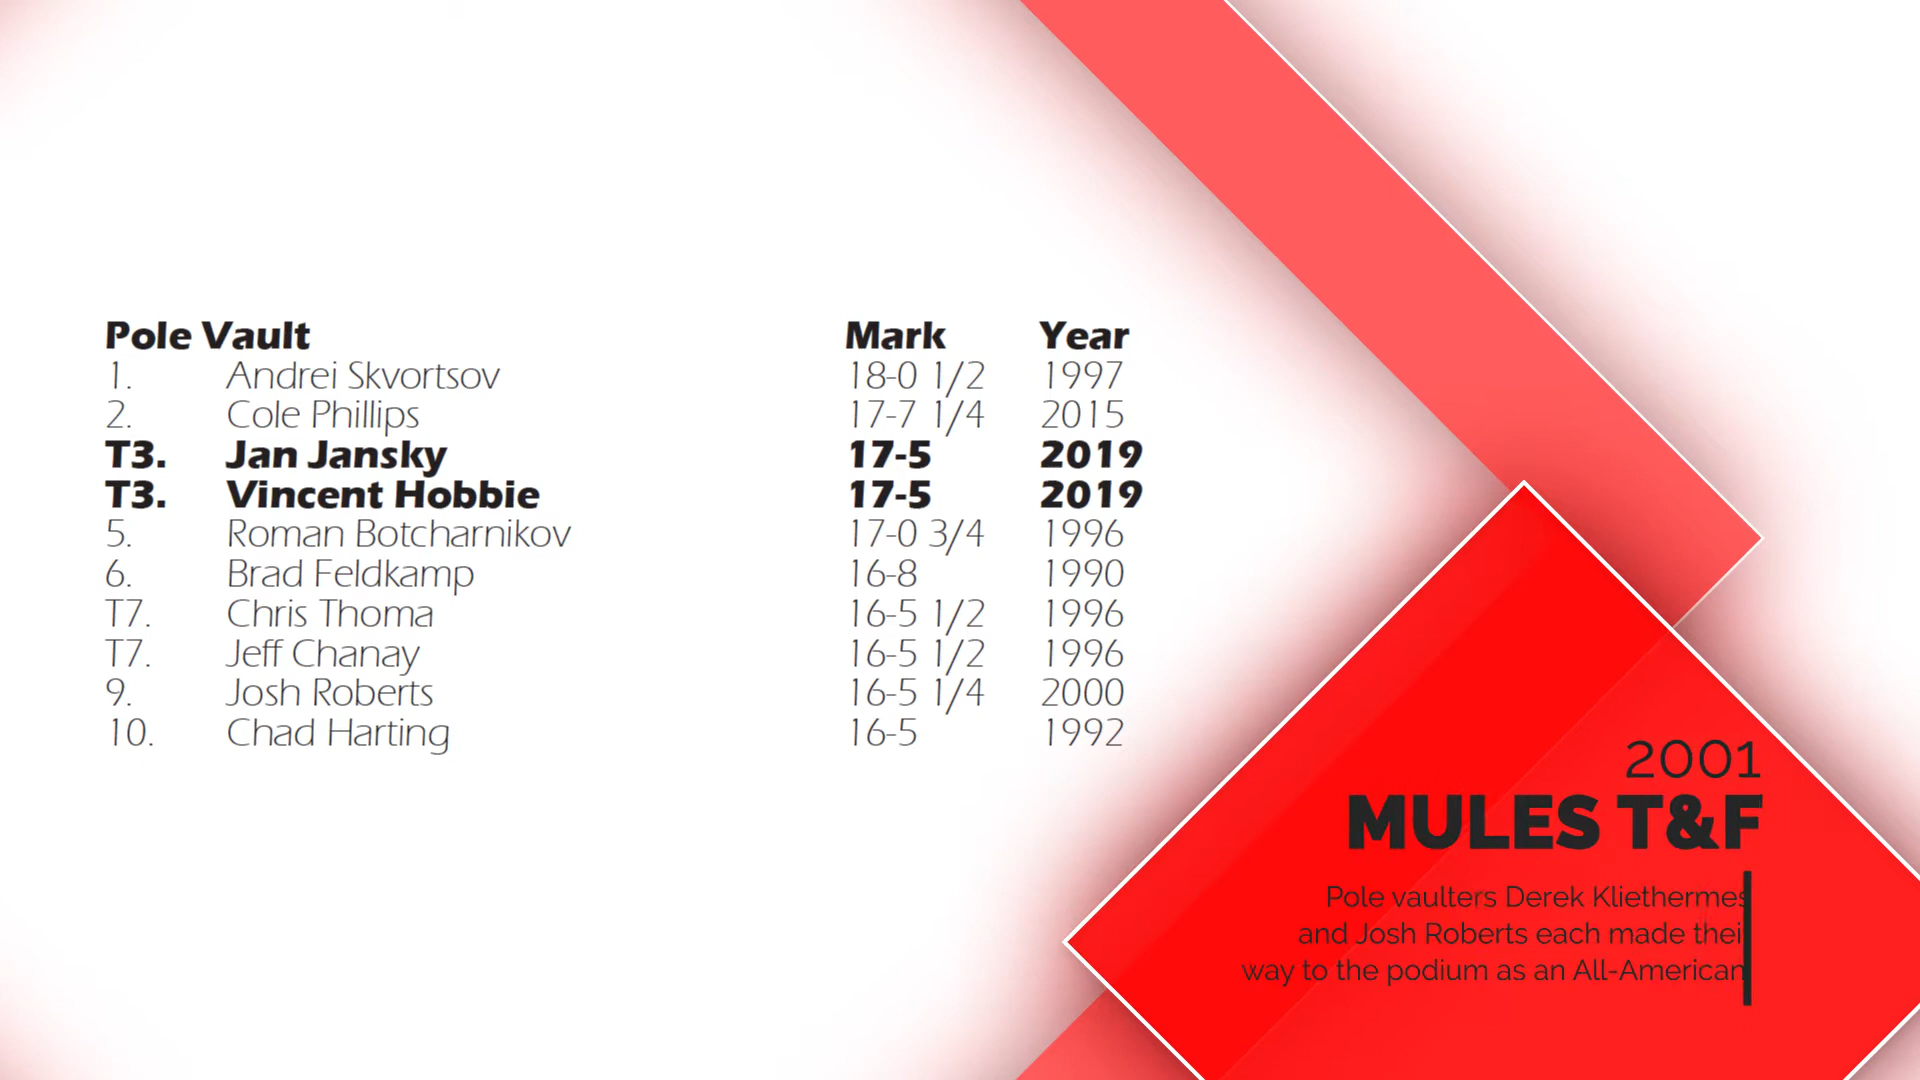 Pole Vault Mark Year
1. Andrei Skvortsov 18-0 1/2 1997
2. Cole Phillips 17-7 1/4 2015
T3. Jan Jansky 17-5 2019
T3. Vincent Hobbie 17-5 2019
5. Roman Botcharnikov 17-0 3/4 1996
6. Brad Feldkamp 16-8 1990
T7. Chris Thoma 16-5 1/2 1996
T7. Jeff Chanay 16-5 1/2 1996
9. Josh Roberts 16-5 1/4 2000
10. Chad Harting 16-5 1992
2001
MULES T&F
Pole vaulters Derek Kliethermes
and Josh Roberts each made thei
way to the podium as an All-American